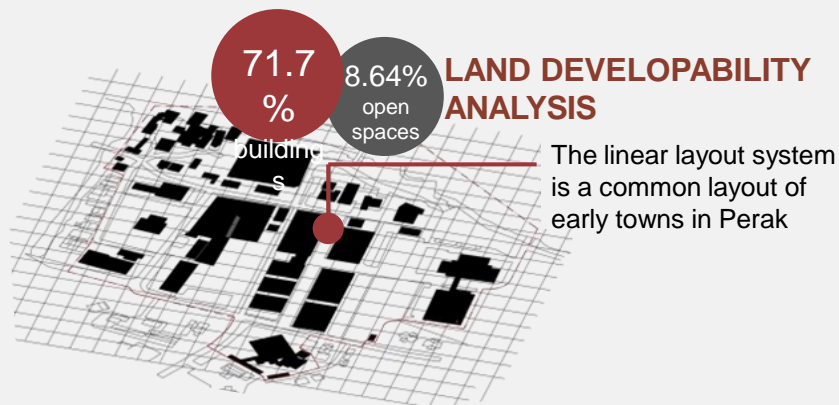 71.7
%
building
s
8.64%
open
spaces
LAND DEVELOPABILITY
ANALYSIS
The linear layout system
is a common layout of
early towns in Perak